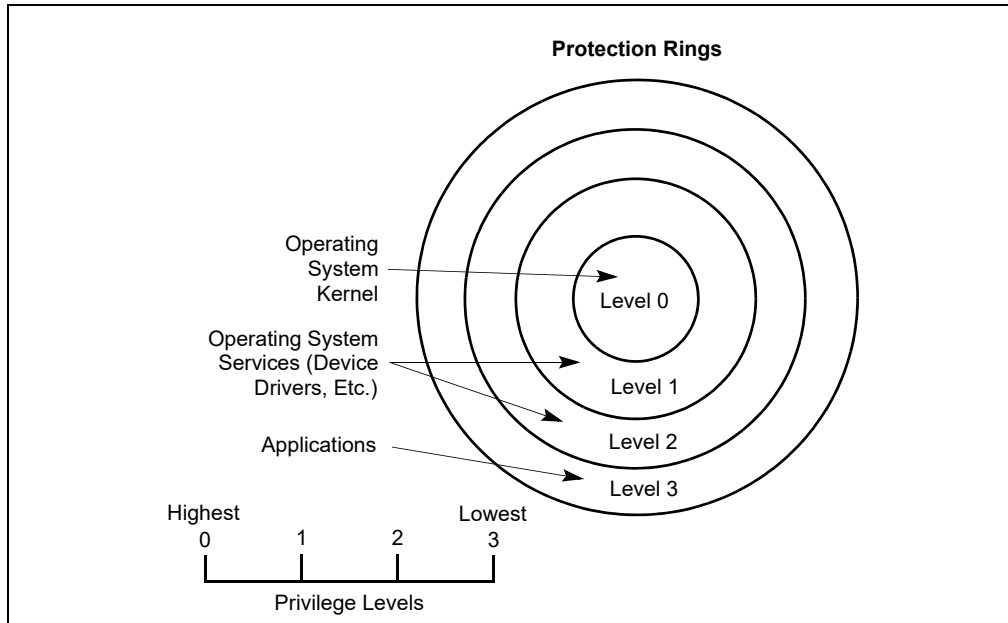 Protection Rings
Operating
System
Kernel
Level 0
Operating System
Services (Device
Drivers, Etc.)
Level 1
Level 2
Applications
Level 3
Highest
Lowest
0
1
2
3
Privilege Levels